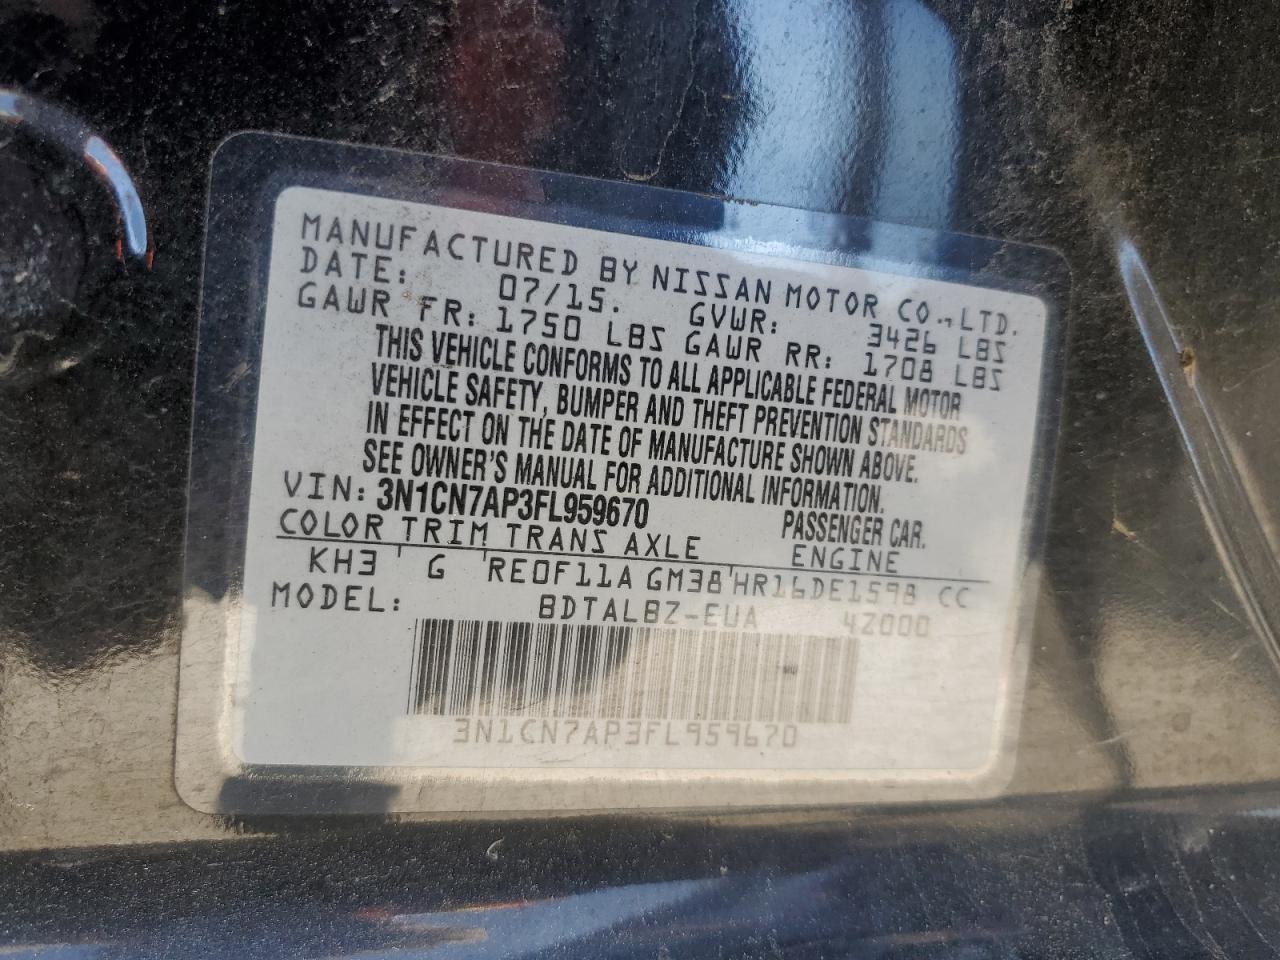 MANUFACTURED BY NISSAN MOTOR CO.,LTD.
DATE: 07/15. GVWR: 3426 LBS
GAWR FR: 1750 LBS GAWR RR: 1708 LBS
THIS VEHICLE CONFORMS TO ALL APPLICABLE FEDERAL MOTOR
VEHICLE SAFETY, BUMPER AND THEFT PREVENTION STANDARDS
IN EFFECT ON THE DATE OF MANUFACTURE SHOWN ABOVE.
SEE OWNER'S MANUAL FOR ADDITIONAL INFORMATION.
VIN: 3N1CN7AP3FL959670 PASSENGER CAR.
COLOR TRIM TRANS AXLE ENGINE
KH3 ' G 'RE0F11A GM38'HR16DE1598 CC
MODEL: BDTALBZ-EUA 4Z000
3N1CN7AP3FL959670